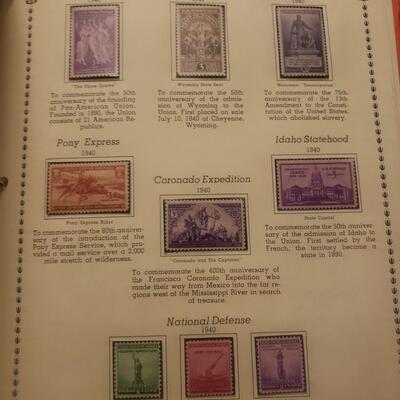 1940
1940
"The Three Graces"
Wyoming State Seal
Monument "Emancipation"
To commemorate the 50th
anniversary of the founding
of Pan-American Union.
Founded in 1890, the Union
consists of 21 American Re-
publics.
To commemorate the 50th
anniversary of the admis-
sion of Wyoming to the
Union. First placed on sale
July 10, 1940 at Cheyenne,
Wyoming.
To commemorate the 75th
anniversary of the 13th
Amendment to the Consti-
tution of the United States
which abolished slavery.
Pony Express
1940
Pony Express Rider
To commemorate the 80th anniver-
sary of the introduction of the
Pony Express Service, which pro-
vided a mail service over a 2,000
mile stretch of wilderness.
Coronado Expedition
1940
"Coronado and His Captains"
To commemorate the 400th anniversary of
the Francisco Coronado Expedition who
made their way from Mexico into the far re-
gions west of the Mississippi River in search
of treasure.
Idaho Statehood
1940
State Capitol
To commemorate the 50th anniver-
sary of the admission of Idaho to
the Union. First settled by the
French, the territory became a
state in 1890.
National Defense
1940